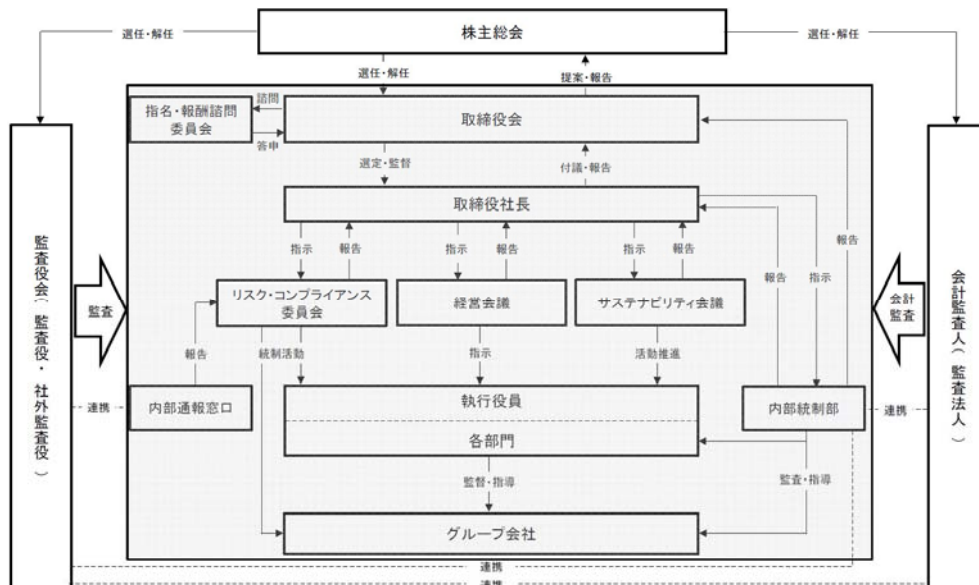 株主総会
選任・解任
選任・解任
選任・解任
提案・報告
指名・報酬諮問
委員会
諮問
答申
取締役会
選定・監督
付議・報告
取締役社長
指示
報告
指示
報告
指示
報告
報告
指示
報告
リスク・コンプライアンス
委員会
経営会議
サステナビリティ会議
監査
会計
監査
監査役会(監査役・社外監査役)
会計監査人(監査法人)
報告
統制活動
指示
活動推進
連携
内部通報窓口
執行役員
各部門
内部統制部
連携
監督・指導
監査・指導
グループ会社
連携
連携